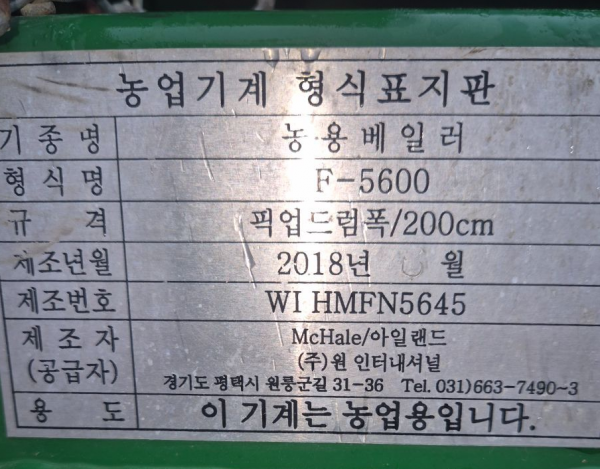 농업기계 형식표지판
기종명 농용베일러
형식명 F-5600
규격 픽업드럼폭/200cm
제조년월 2018년 월
제조번호 WI HMFN5645
제조자 McHale/아일랜드
(공급자) (주)원 인터내셔널
경기도 평택시 원릉군길 31-36 Tel. 031)663-7490~3
용도 이 기계는 농업용입니다.